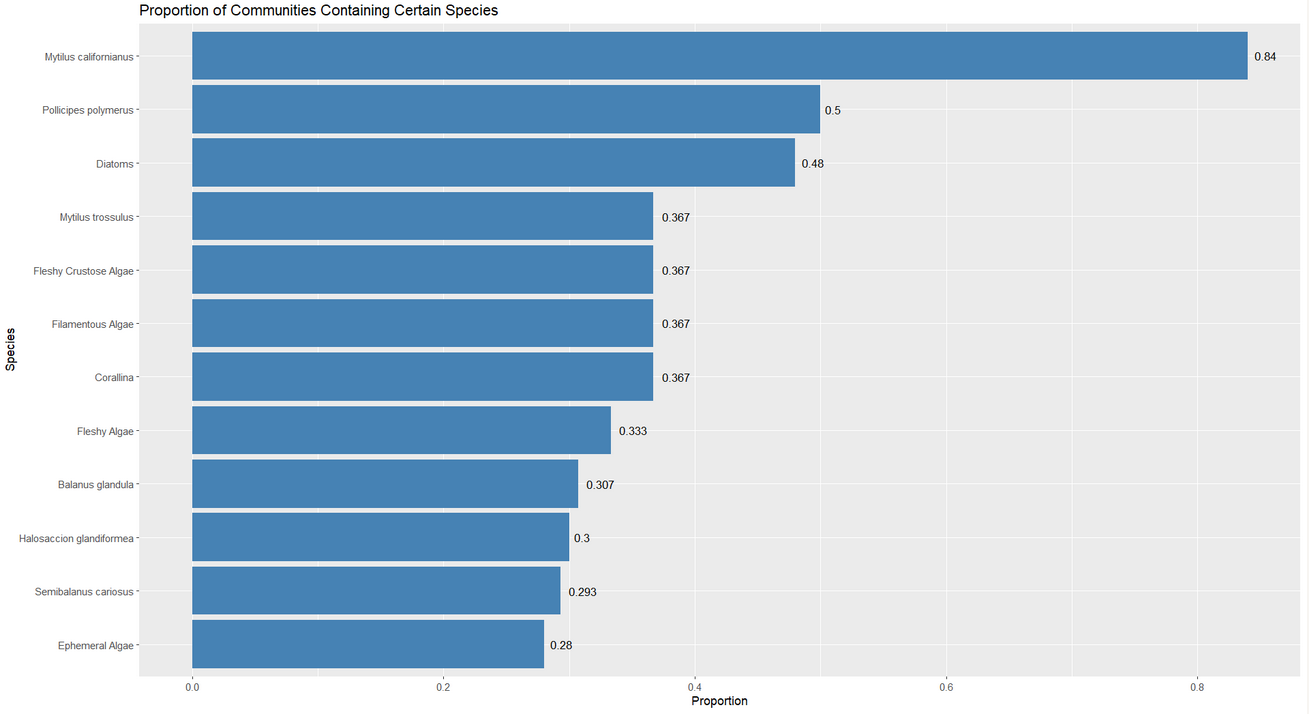 Proportion of Communities Containing Certain Species
Mytilus californianus
0.84
Pollicipes polymerus
0.5
Diatoms
0.48
Mytilus trossulus
0.367
Fleshy Crustose Algae
0.367
Filamentous Algae
0.367
Corallina
0.367
Fleshy Algae
0.333
Balanus glandula
0.307
Halosaccion glandiformea
0.3
Semibalanus cariosus
0.293
Ephemeral Algae
0.28
Species
0.0 0.2 0.4 0.6 0.8
Proportion